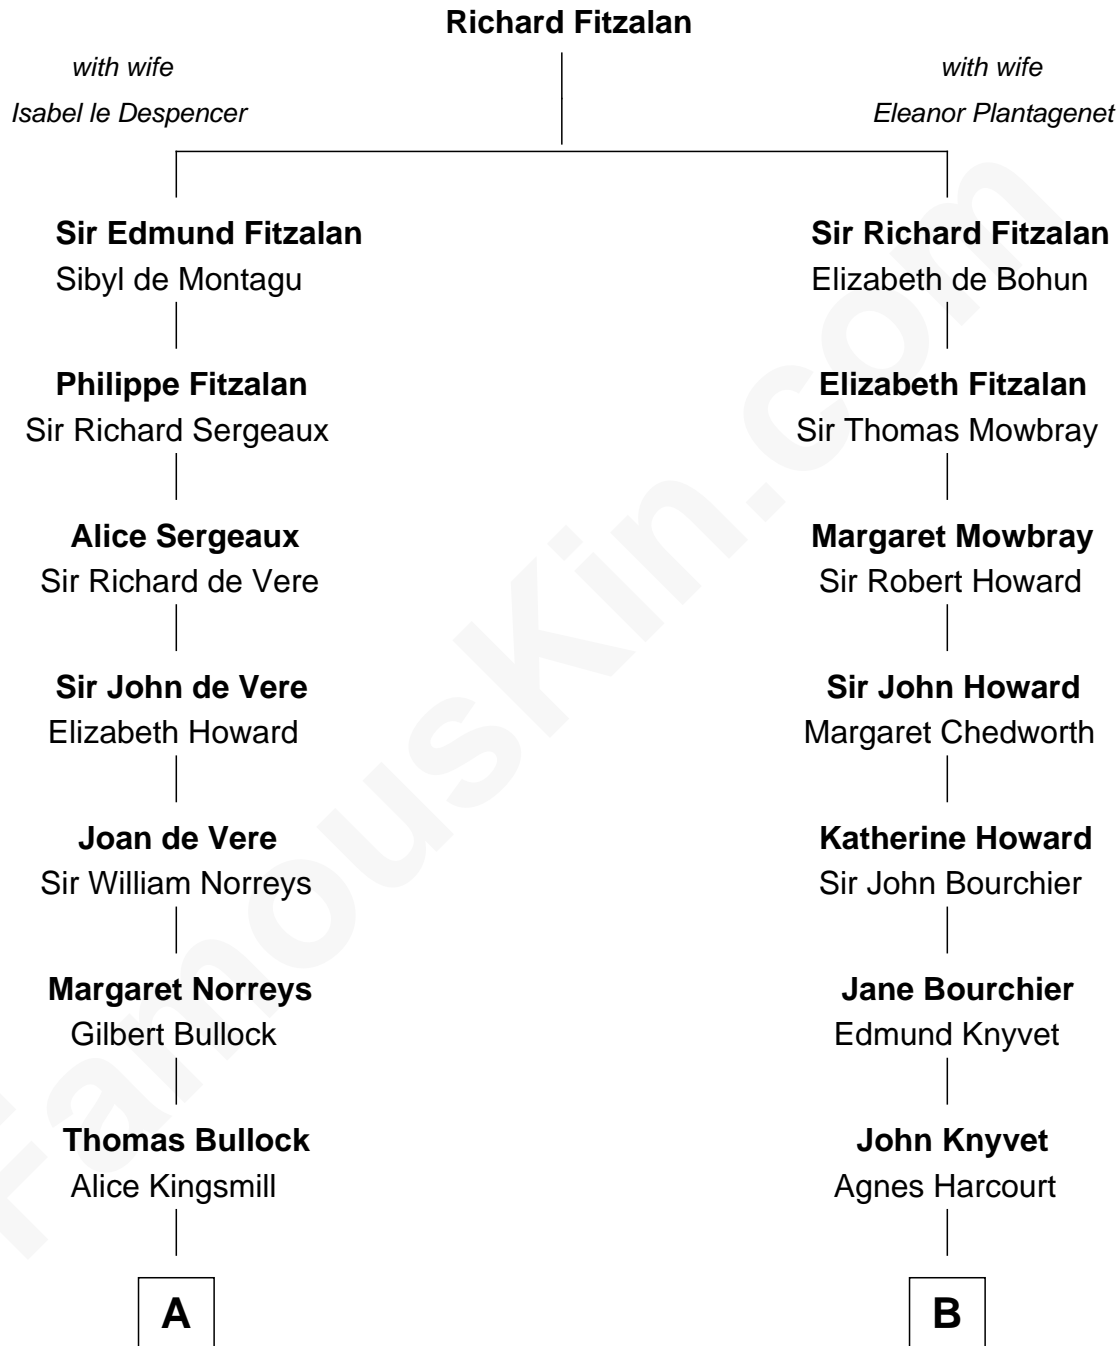 Richard Fitzalan
with wife
Isabel le Despencer
with wife
Eleanor Plantagenet
Sir Edmund Fitzalan
Sibyl de Montagu
Sir Richard Fitzalan
Elizabeth de Bohun
Philippe Fitzalan
Sir Richard Sergeaux
Elizabeth Fitzalan
Sir Thomas Mowbray
Alice Sergeaux
Sir Richard de Vere
Margaret Mowbray
Sir Robert Howard
Sir John de Vere
Elizabeth Howard
Sir John Howard
Margaret Chedworth
Joan de Vere
Sir William Norreys
Katherine Howard
Sir John Bourchier
Margaret Norreys
Gilbert Bullock
Jane Bourchier
Edmund Knyvet
Thomas Bullock
Alice Kingsmill
John Knyvet
Agnes Harcourt
A
B
FamousKin.com